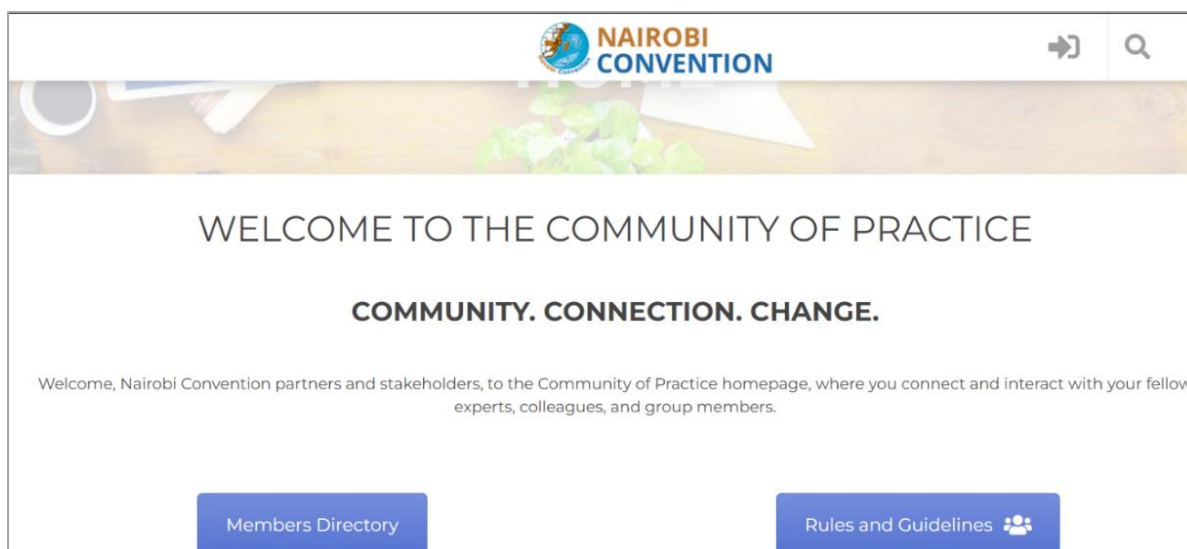 NAIROBI
CONVENTION
HOME
WELCOME TO THE COMMUNITY OF PRACTICE
COMMUNITY. CONNECTION. CHANGE.
Welcome, Nairobi Convention partners and stakeholders, to the Community of Practice homepage, where you connect and interact with your fellow
experts, colleagues, and group members.
Members Directory
Rules and Guidelines